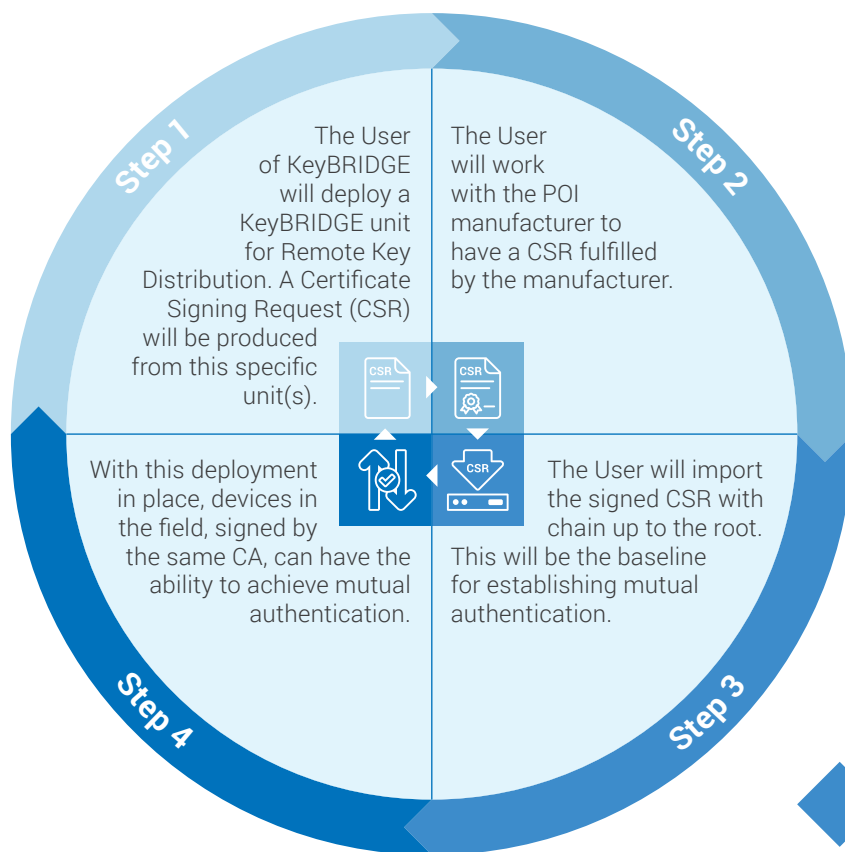 Step 1
The User
of KeyBRIDGE
will deploy a
KeyBRIDGE unit
for Remote Key
Distribution. A Certificate
Signing Request (CSR)
will be produced
from this specific
unit(s).
Step 2
The User
will work
with the POI
manufacturer to
have a CSR fulfilled
by the manufacturer.
CSR
CSR
CSR
The User will import
the signed CSR with
chain up to the root.
This will be the baseline
for establishing mutual
authentication.
Step 3
With this deployment
in place, devices in
the field, signed by
the same CA, can have the
ability to achieve mutual
authentication.
Step 4